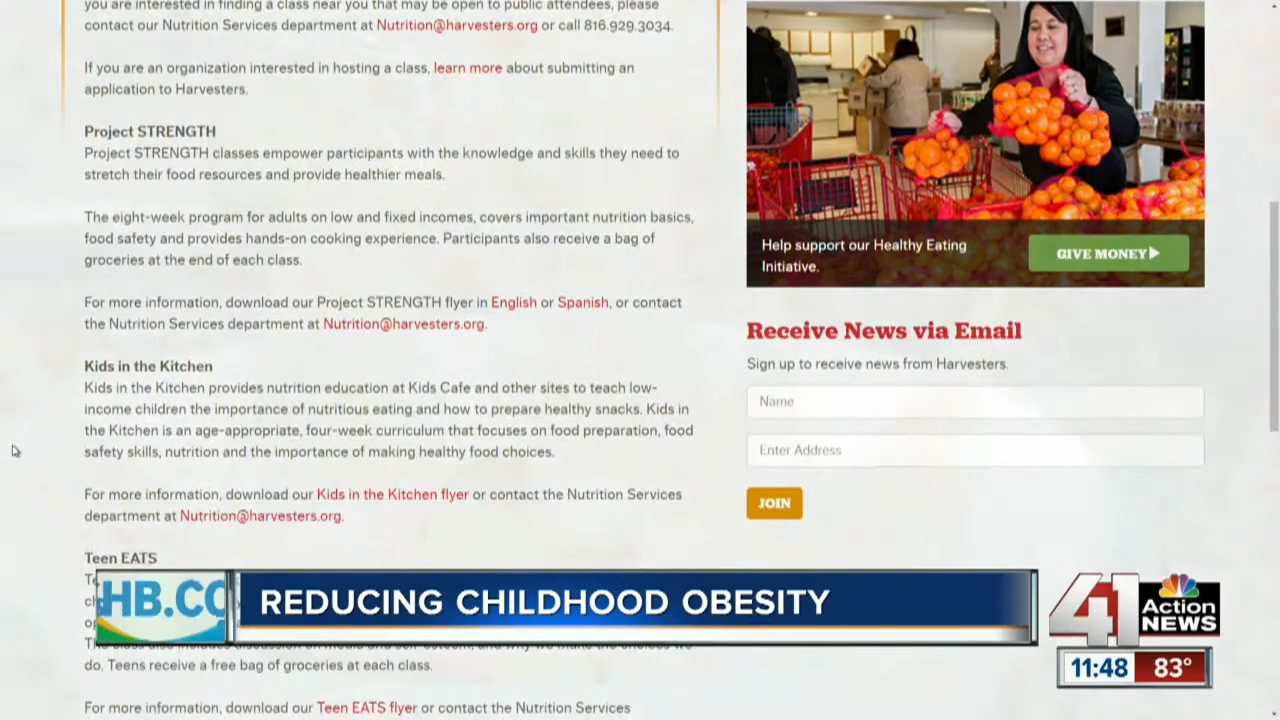 you are interested in finding a class near you that may be open to public attendees, please
contact our Nutrition Services department at Nutrition@harvesters.org or call 816.929.3034.
If you are an organization interested in hosting a class, learn more about submitting an
application to Harvesters.
Project STRENGTH
Project STRENGTH classes empower participants with the knowledge and skills they need to
stretch their food resources and provide healthier meals.
The eight-week program for adults on low and fixed incomes, covers important nutrition basics,
food safety and provides hands-on cooking experience. Participants also receive a bag of
groceries at the end of each class.
For more information, download our Project STRENGTH flyer in English or Spanish, or contact
the Nutrition Services department at Nutrition@harvesters.org.
Kids in the Kitchen
Kids in the Kitchen provides nutrition education at Kids Cafe and other sites to teach low-
income children the importance of nutritious eating and how to prepare healthy snacks. Kids in
the Kitchen is an age-appropriate, four-week curriculum that focuses on food preparation, food
safety skills, nutrition and the importance of making healthy food choices.
For more information, download our Kids in the Kitchen flyer or contact the Nutrition Services
department at Nutrition@harvesters.org.
Teen EATS
do. Teens receive a free bag of groceries at each class.
For more information, download our Teen EATS flyer or contact the Nutrition Services
Help support our Healthy Eating
Initiative.
GIVE MONEY
Receive News via Email
Sign up to receive news from Harvesters.
Name
Enter Address
JOIN
HB.CO
REDUCING CHILDHOOD OBESITY
41
Action
NEWS
11:48 83°